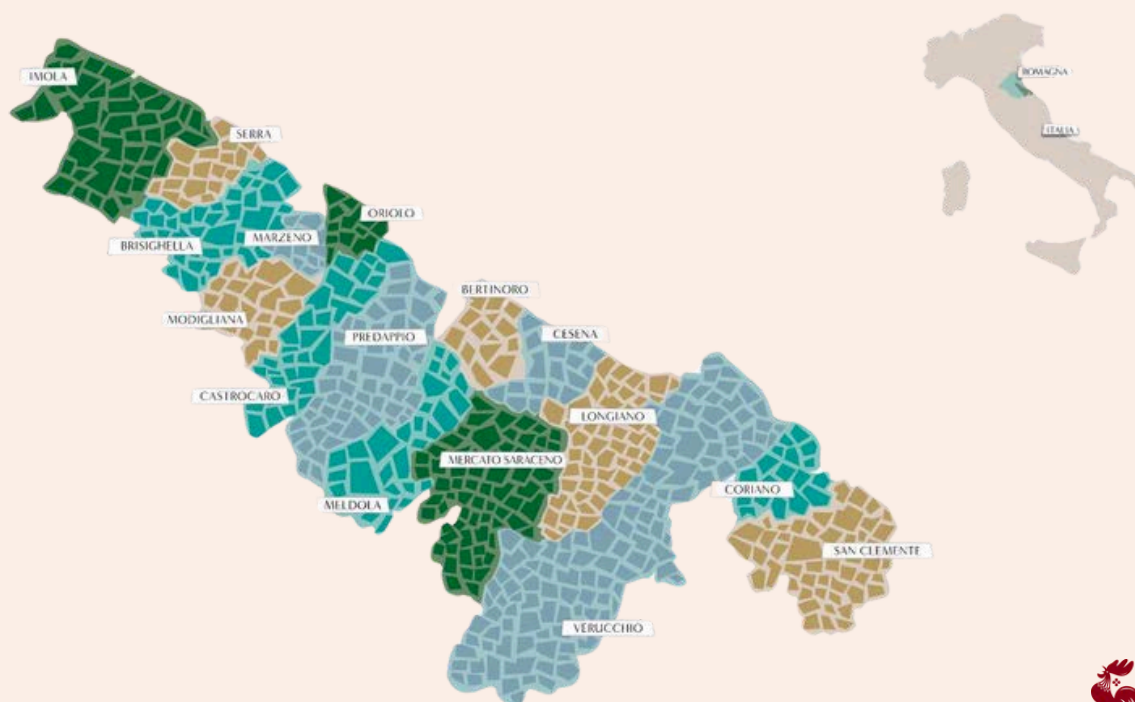 IMOLA
ROMAGNA
ITALIA
SERRA
ORIOLO
MARZENO
BRISIGHELLA
BERTINORO
MODIGLIANA
PREDAPPIO
CESENA
CASTROCARO
LONGIANO
MERCATO SARACENO
CORIANO
MELDOLA
SAN CLEMENTE
VERUCCHIO